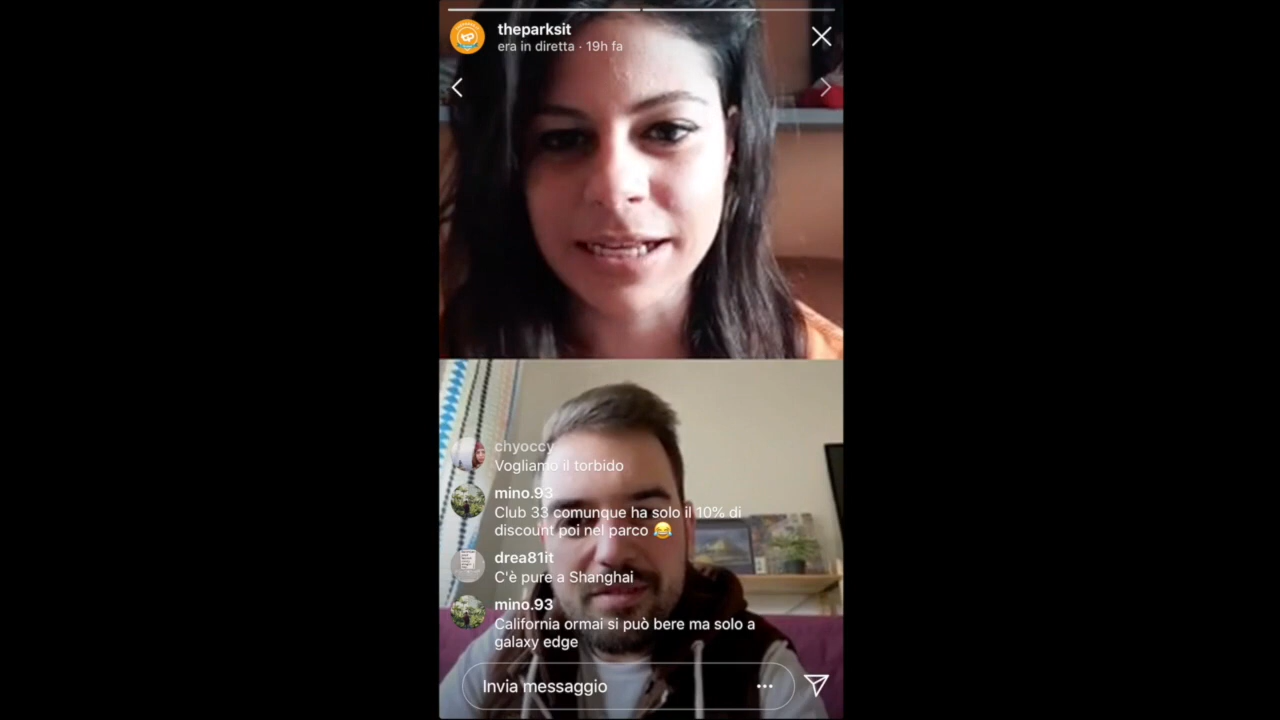 theparksit
era in diretta · 19h fa
chyoccy
Vogliamo il torbido
mino.93
Club 33 comunque ha solo il 10% di
discount poi nel parco 😂
drea81it
C'è pure a Shanghai
mino.93
California ormai si può bere ma solo a
galaxy edge
Invia messaggio